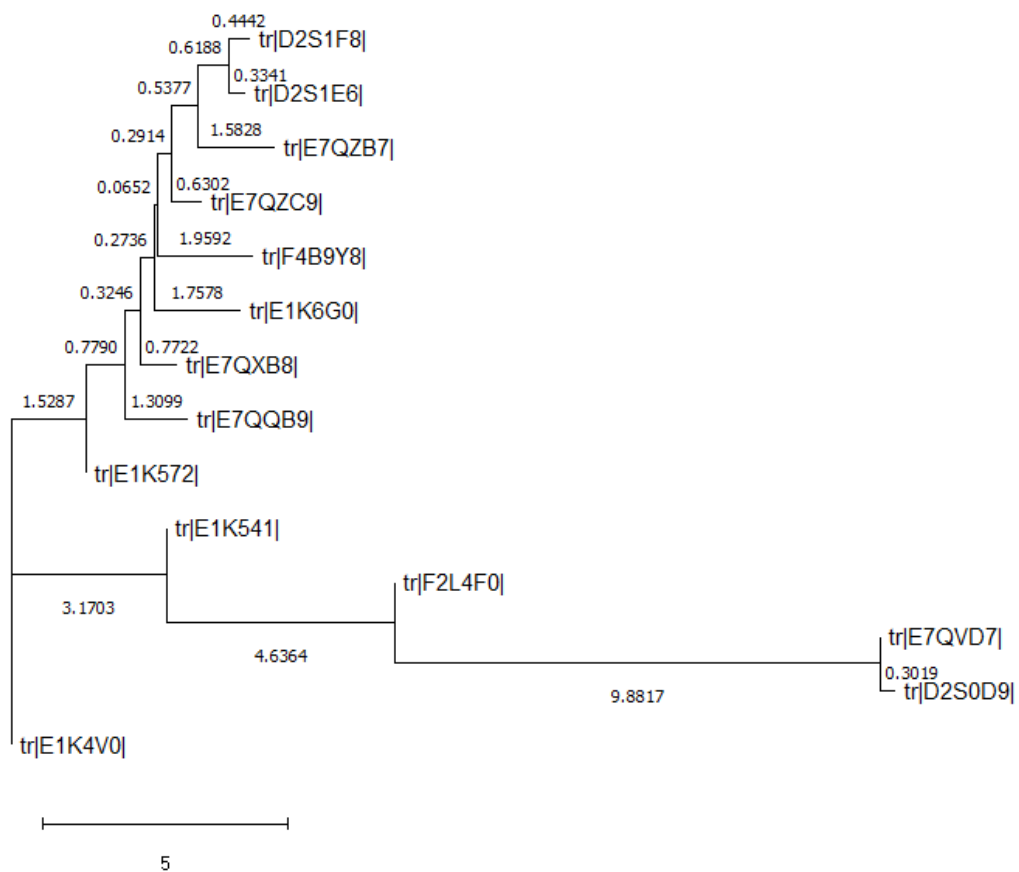 0.4442
tr|D2S1F8|
0.6188
0.3341
tr|D2S1E6|
0.5377
1.5828
tr|E7QZB7|
0.2914
0.6302
tr|E7QZC9|
0.0652
1.9592
tr|F4B9Y8|
0.2736
1.7578
tr|E1K6G0|
0.3246
0.7722
tr|E7QXB8|
0.7790
1.3099
tr|E7QQB9|
1.5287
tr|E1K572|
tr|E1K541|
3.1703
tr|F2L4F0|
4.6364
tr|E7QVD7|
0.3019
tr|D2S0D9|
9.8817
tr|E1K4V0|
5